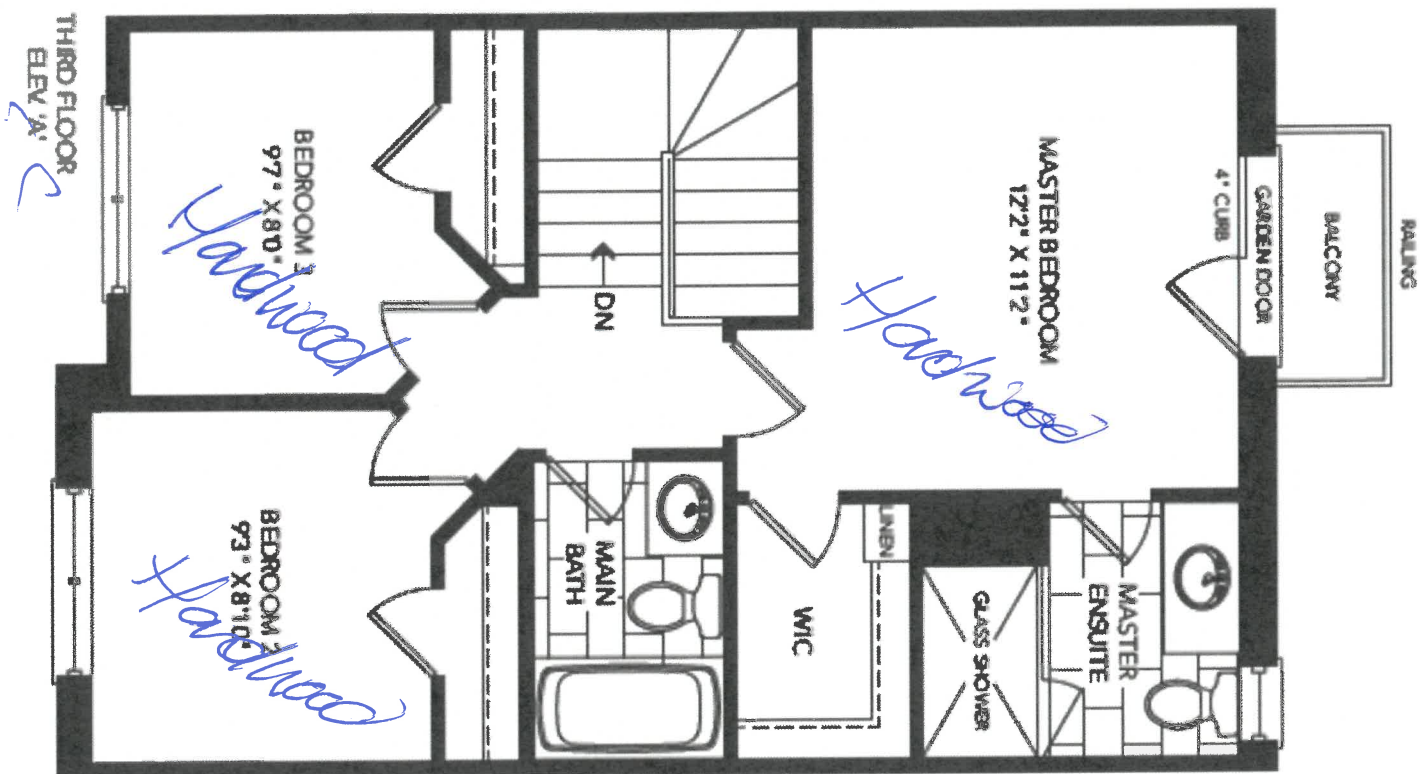 RAILING
BALCONY
GARDEN DOOR
4" CURB
MASTER BEDROOM
12'2" X 11'2"
Hardwood
MASTER
ENSUITE
GLASS SHOWER
LINEN
WIC
DN
MAIN
BATH
BEDROOM 3
9'7" X 8'0"
Hardwood
BEDROOM 2
9'3" X 8'10"
Hardwood
THIRD FLOOR
ELEV. 'A'